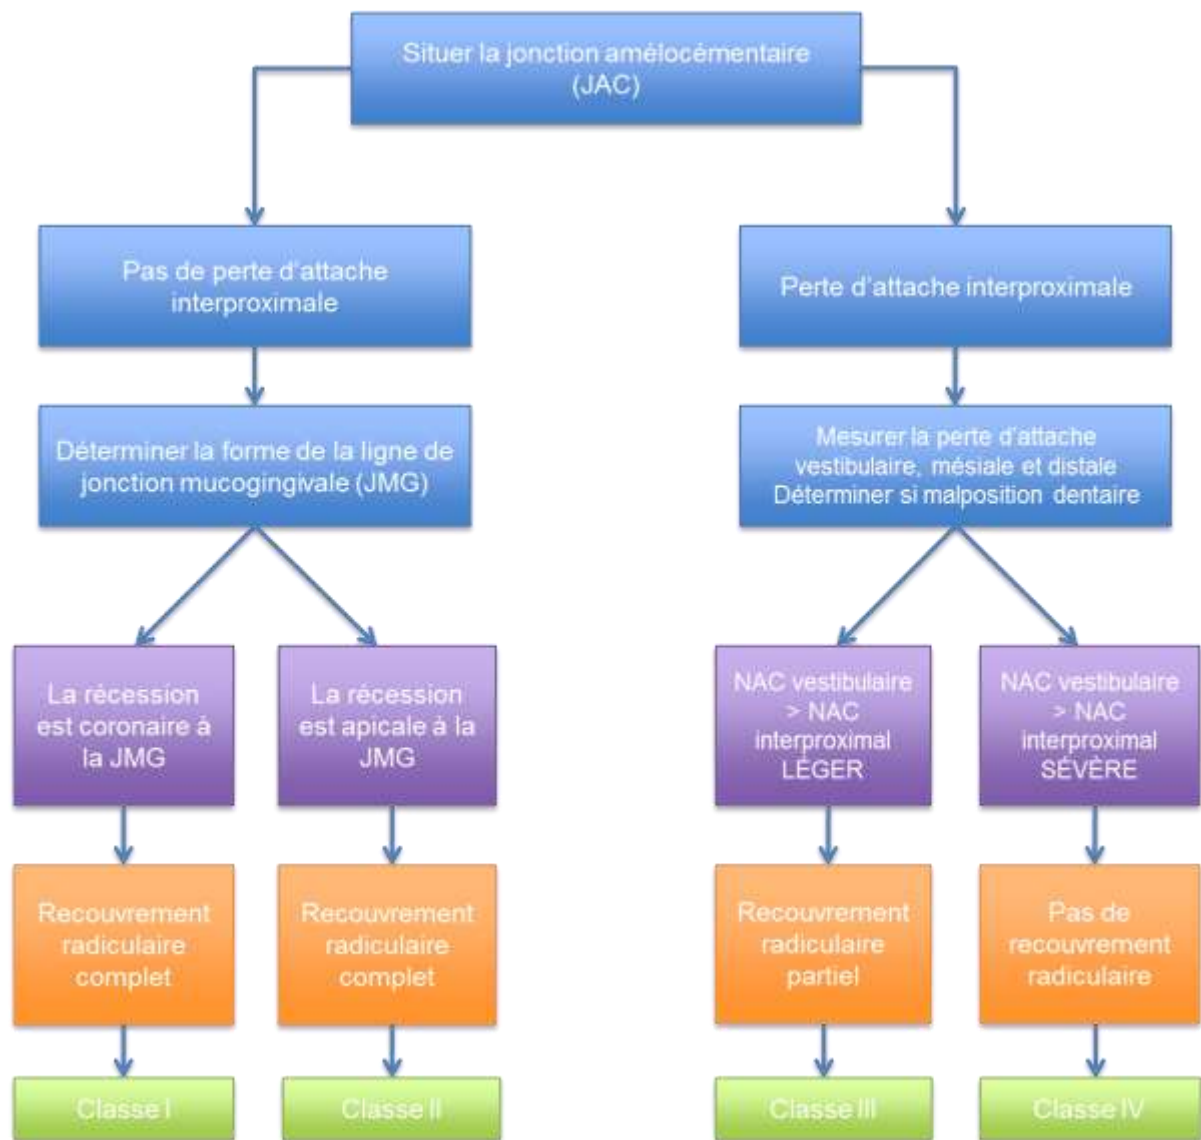 Situer la jonction amélocémentaire
(JAC)
Pas de perte d'attache
interproximale
Perte d'attache interproximale
Déterminer la forme de la ligne de
jonction mucogingivale (JMG)
Mesurer la perte d'attache
vestibulaire, mésiale et distale
Déterminer si malposition dentaire
La récession
est coronaire à
la JMG
La récession
est apicale à la
JMG
NAC vestibulaire
> NAC
interproximal
LÉGER
NAC vestibulaire
> NAC
interproximal
SÉVÈRE
Recouvrement
radiculaire
complet
Recouvrement
radiculaire
complet
Recouvrement
radiculaire
partiel
Pas de
recouvrement
radiculaire
Classe I
Classe II
Classe III
Classe IV